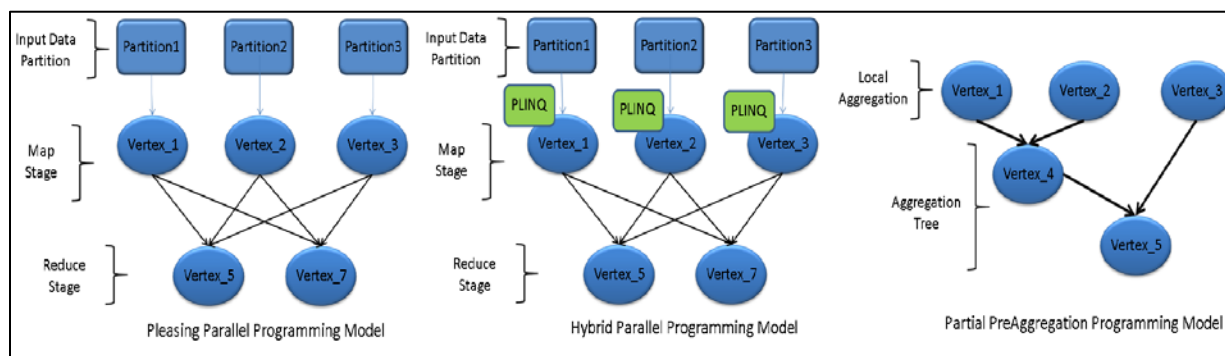 Input Data
Partition
Partition1
Partition2
Partition3
Map
Stage
Vertex_1
Vertex_2
Vertex_3
Reduce
Stage
Vertex_5
Vertex_7
Pleasing Parallel Programming Model
Input Data
Partition
Partition1
Partition2
Partition3
PLINQ
PLINQ
PLINQ
Map
Stage
Vertex_1
Vertex_2
Vertex_3
Reduce
Stage
Vertex_5
Vertex_7
Hybrid Parallel Programming Model
Local
Aggregation
Vertex_1
Vertex_2
Vertex_3
Aggregation
Tree
Vertex_4
Vertex_5
Partial PreAggregation Programming Model